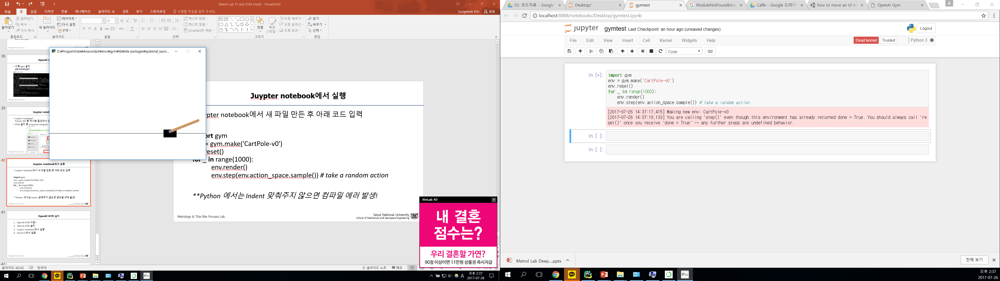 Metrol Lab TF and GYM install - PowerPoint
파일 홈 삽입 디자인 전환 애니메이션 슬라이드 쇼 검토 보기 스토리보딩 수행할 작업을 알려 주세요. Sungwook Kim 공유
붙여넣기
잘라내기
복사
서식 복사
새 슬라이드
레이아웃
다시 설정
구역
28
텍스트 방향
텍스트 맞춤
SmartArt로 변환
정렬
빠른 스타일
도형 채우기
도형 윤곽선
도형 효과
찾기
바꾸기
선택
클립보드 슬라이드 글꼴 단락 그리기 편집
D:₩ProgramData₩Anaconda3₩envs₩gym₩lib₩site-packages₩ipykernel_launc...
38
OpenAI G
• 이후 gym 설치
pip install gym
39
Juypter noteb
• Juypter notebook?
• GYM 설치 후 anaconda navigator
ANACONDA NAVIGATO
40
Juypter notebook에서 실행
• Juypter notebook에서 새 파일 만든 후 아래 코드 입력
import gym
env = gym.make('CartPole-v0')
env.reset()
for _ in range(1000):
env.render()
env.step(env.action_space.sample()) # take a random action
**Python 에서는 Indent 맞춰주지 않으면 컴파일 에러 발생!
41
OpenAI GYM 설치
1. OpenAI GYM 이란?
2. OpenAI GYM 설치
3. Juypter notebook에서 실행
4. Pycharm에서 실행
42
Juypter notebook에서 실행
ypter notebook에서 새 파일 만든 후 아래 코드 입력
ort gym
= gym.make('CartPole-v0')
reset()
for _ in range(1000):
env.render()
env.step(env.action_space.sample()) # take a random action
**Python 에서는 Indent 맞춰주지 않으면 컴파일 에러 발생!
Metrology & Thin film Process Lab.
Seoul National University
School of Mechanical and Aerospace Engineering
AhnLab AD
내 결혼
점수는?
우리 결혼할 가연?
90점 이상이면 11만원 상품권 즉시지급
슬라이드 40/42 한국어 슬라이드 노트 메모
TALK PC IP[y]: A 오후 2:37
2017-07-26
03. 코드자료 - Google Desktop/ gymtest ModuleNotFoundError Caffe - Google 드라이 how to move an UI im OpenAI Gym
localhost:8888/notebooks/Desktop/gymtest.ipynb
jupyter gymtest Last Checkpoint: an hour ago (unsaved changes) Logout
File Edit View Insert Cell Kernel Widgets Help Dead kernel Trusted Python 3
Code
In [*]: import gym
env = gym.make('CartPole-v0')
env.reset()
for _ in range(1000):
env.render()
env.step(env.action_space.sample()) # take a random action
[2017-07-26 14:37:17,415] Making new env: CartPole-v0
[2017-07-26 14:37:18,133] You are calling 'step()' even though this environment has already returned done = True. You should always call 're
set()' once you receive 'done = True' -- any further steps are undefined behavior.
In [ ]:
In [ ]:
Metrol Lab Deep....pptx 전체 보기
TALK PC IP[y]: 오후 2:37
2017-07-26